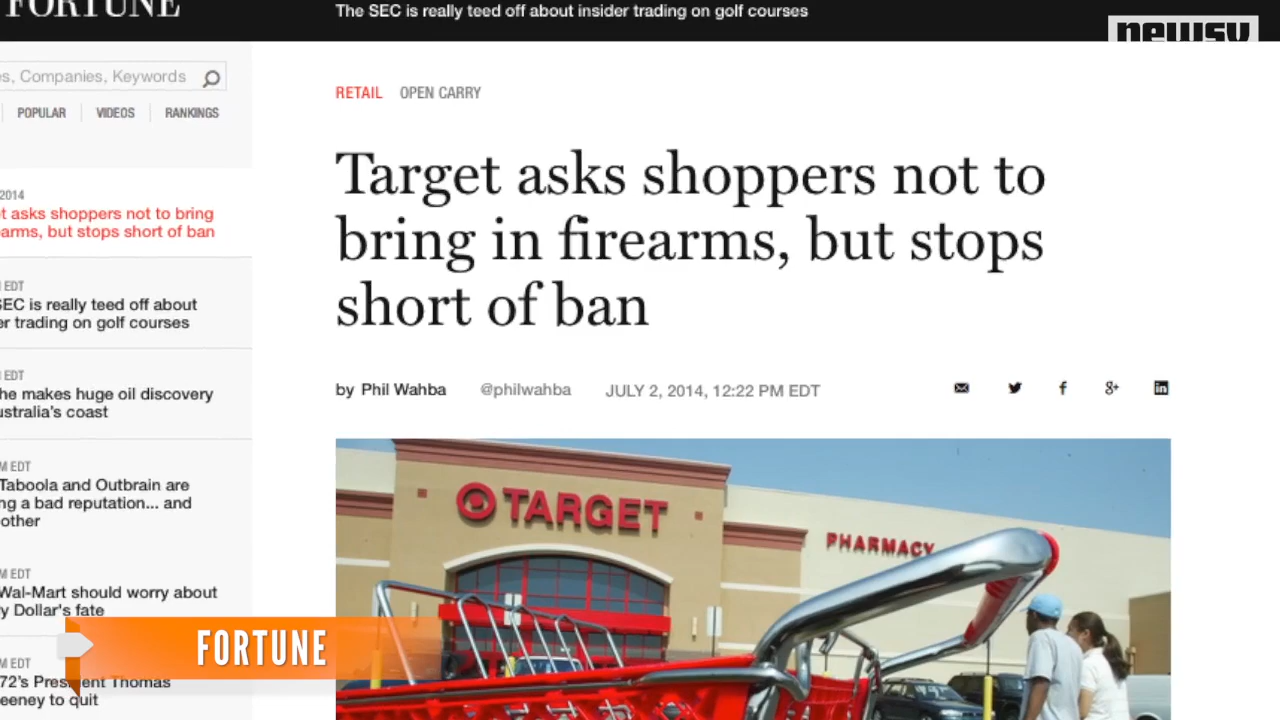 FORTUNE
The SEC is really teed off about insider trading on golf courses
newsy
es, Companies, Keywords
POPULAR
VIDEOS
RANKINGS
RETAIL OPEN CARRY
Target asks shoppers not to
bring in firearms, but stops
short of ban
by Phil Wahba @philwahba JULY 2, 2014, 12:22 PM EDT
2014
t asks shoppers not to bring
arms, but stops short of ban
EDT
SEC is really teed off about
er trading on golf courses
EDT
he makes huge oil discovery
ustralia's coast
M EDT
Taboola and Outbrain are
ng a bad reputation... and
other
M EDT
Wal-Mart should worry about
y Dollar's fate
M EDT
72's Pres ent Thomas
eeney to quit
TARGET
PHARMACY
FORTUNE